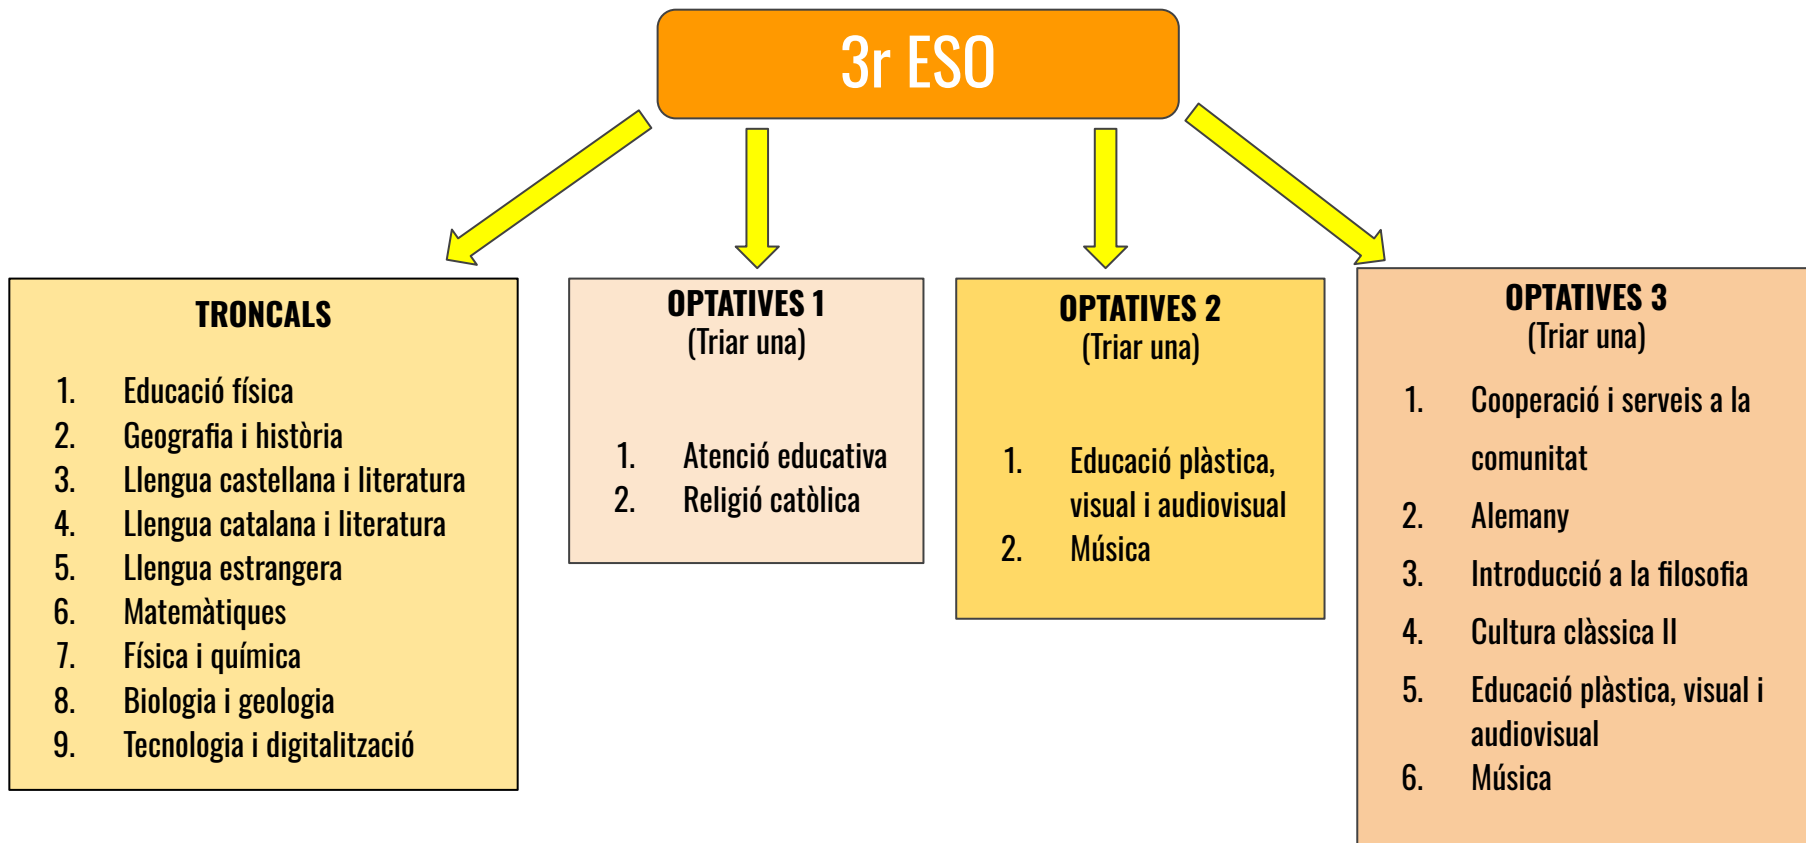 3r ESO
TRONCALS
1. Educació física
2. Geografia i història
3. Llengua castellana i literatura
4. Llengua catalana i literatura
5. Llengua estrangera
6. Matemàtiques
7. Física i química
8. Biologia i geologia
9. Tecnologia i digitalització
OPTATIVES 1
(Triar una)
1. Atenció educativa
2. Religió catòlica
OPTATIVES 2
(Triar una)
1. Educació plàstica,
visual i audiovisual
2. Música
OPTATIVES 3
(Triar una)
1. Cooperació i serveis a la
comunitat
2. Alemany
3. Introducció a la filosofia
4. Cultura clàssica II
5. Educació plàstica, visual i
audiovisual
6. Música